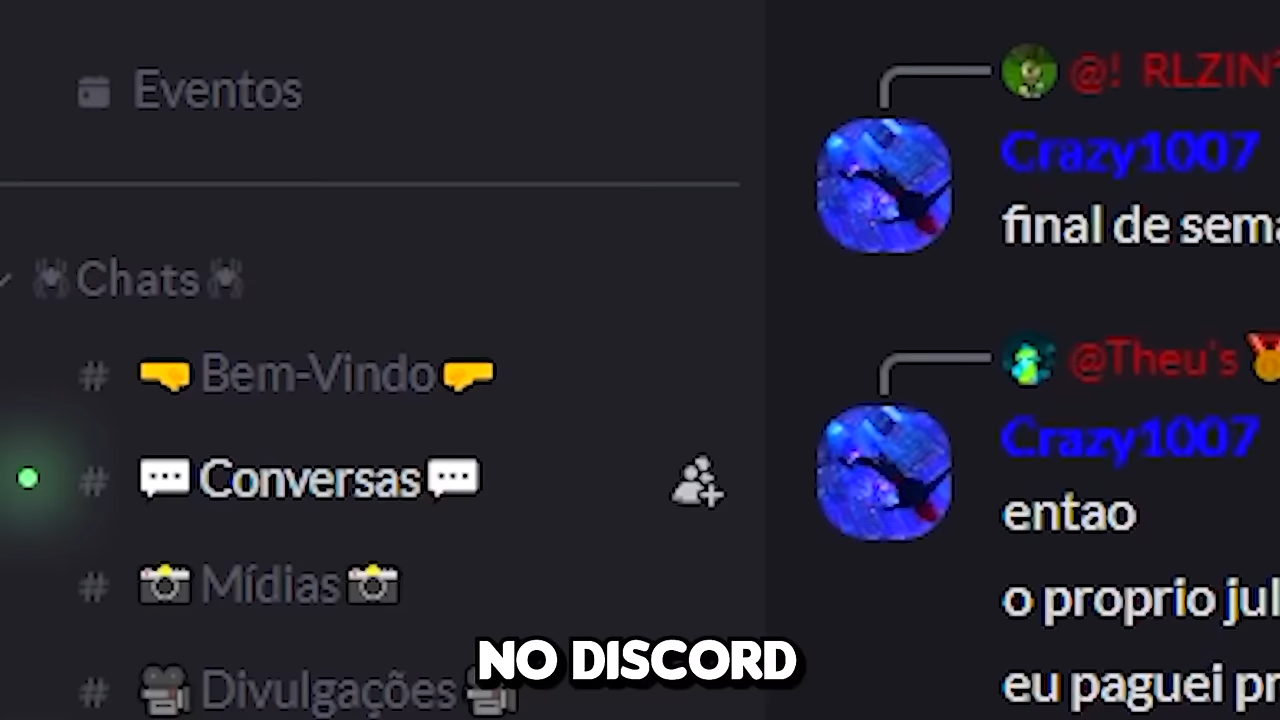 Eventos
Chats
# Bem-Vindo
# Conversas
# Mídias
# Divulgações
@! RLZIN
Crazy1007
final de sem
@Theu's
Crazy1007
entao
o proprio jul
eu paguei pr
NO DISCORD